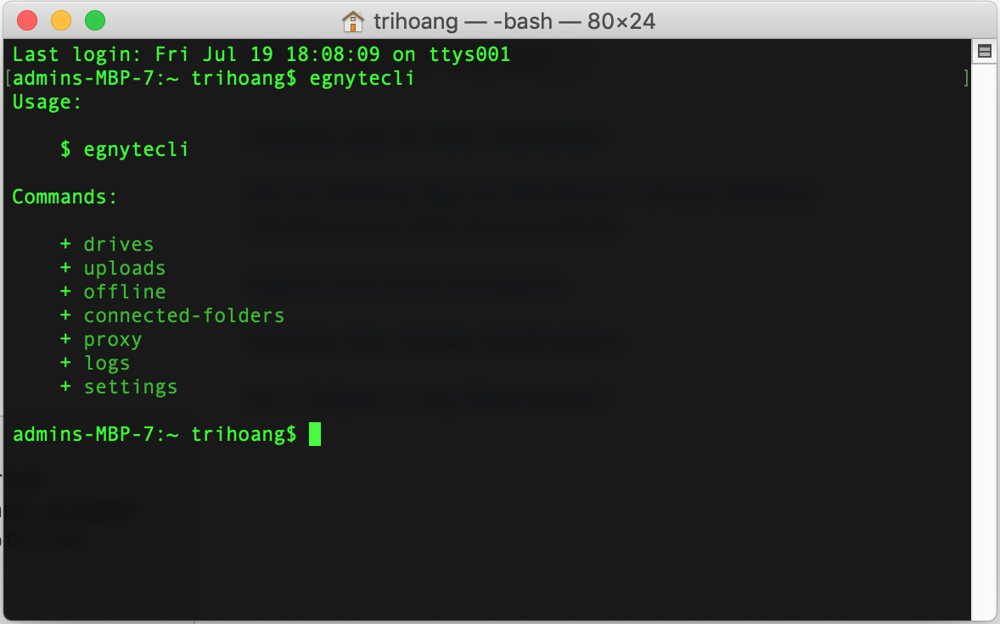 trihoang — -bash — 80×24
Last login: Fri Jul 19 18:08:09 on ttys001
[admins-MBP-7:~ trihoang$ egnytecli ]
Usage:
$ egnytecli
Commands:
+ drives
+ uploads
+ offline
+ connected-folders
+ proxy
+ logs
+ settings
admins-MBP-7:~ trihoang$